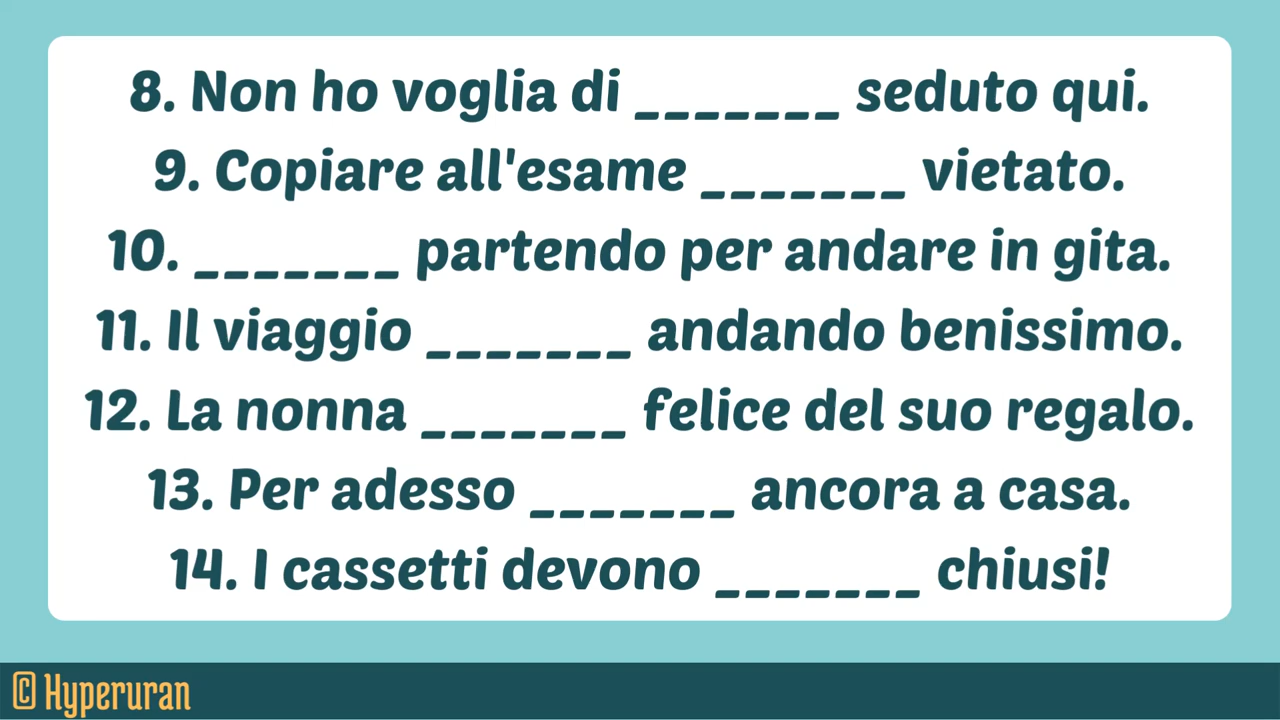 8. Non ho voglia di _______ seduto qui.
9. Copiare all'esame _______ vietato.
10. _______ partendo per andare in gita.
11. Il viaggio _______ andando benissimo.
12. La nonna _______ felice del suo regalo.
13. Per adesso _______ ancora a casa.
14. I cassetti devono _______ chiusi!
© Hyperuran